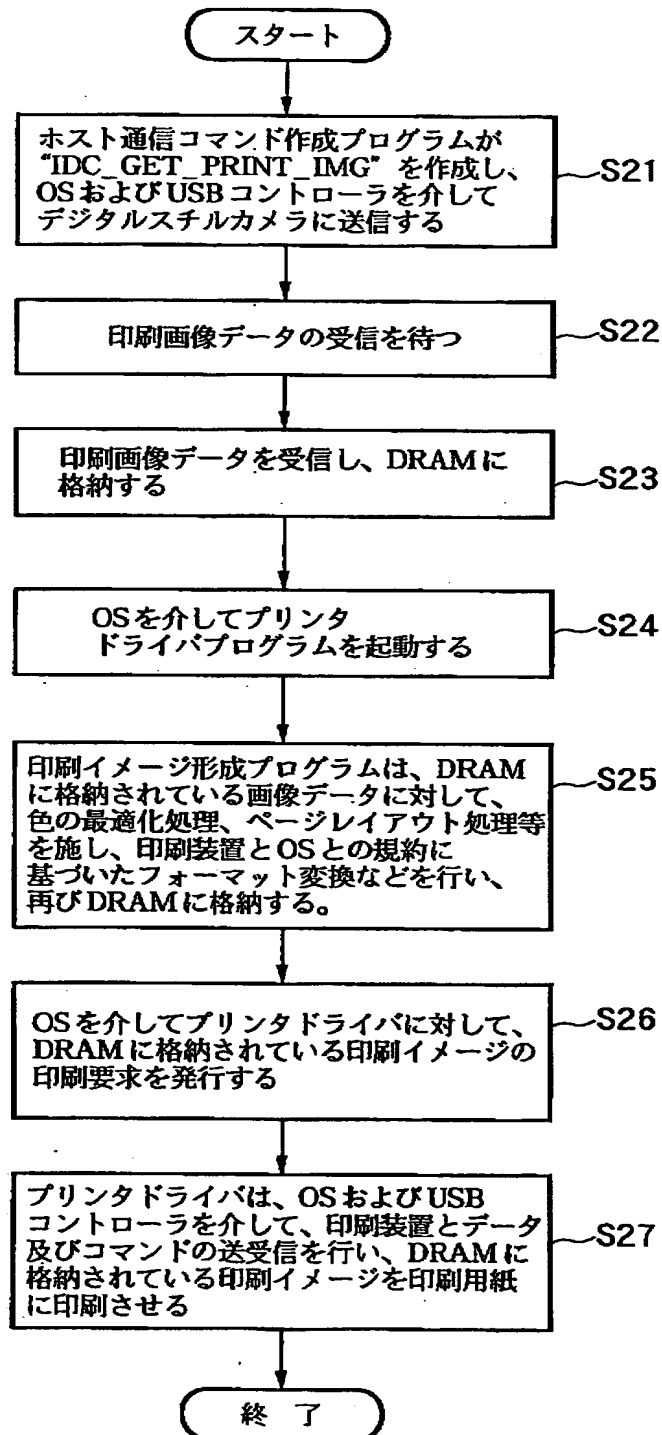 スタート
ホスト通信コマンド作成プログラムが
"IDC_GET_PRINT_IMG" を作成し、
OSおよびUSBコントローラを介して
デジタルスチルカメラに送信する
S21
印刷画像データの受信を待つ
S22
印刷画像データを受信し、DRAMに
格納する
S23
OSを介してプリンタ
ドライバプログラムを起動する
S24
印刷イメージ形成プログラムは、DRAM
に格納されている画像データに対して、
色の最適化処理、ページレイアウト処理等
を施し、印刷装置とOSとの規約に
基づいたフォーマット変換などを行い、
再びDRAMに格納する。
S25
OSを介してプリンタドライバに対して、
DRAMに格納されている印刷イメージの
印刷要求を発行する
S26
プリンタドライバは、OSおよびUSB
コントローラを介して、印刷装置とデータ
及びコマンドの送受信を行い、DRAMに
格納されている印刷イメージを印刷用紙
に印刷させる
S27
終 了